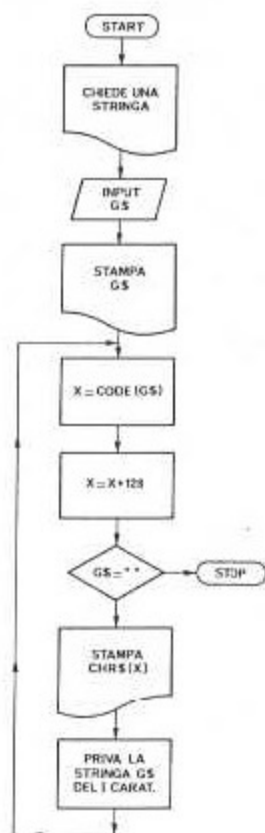 START
CHIEDE UNA
STRINGA
INPUT
G$
STAMPA
G$
X=CODE(G$)
X=X+128
G$=""
STOP
STAMPA
CHR$(X)
PRIVA LA
STRINGA G$
DEL I CARAT.